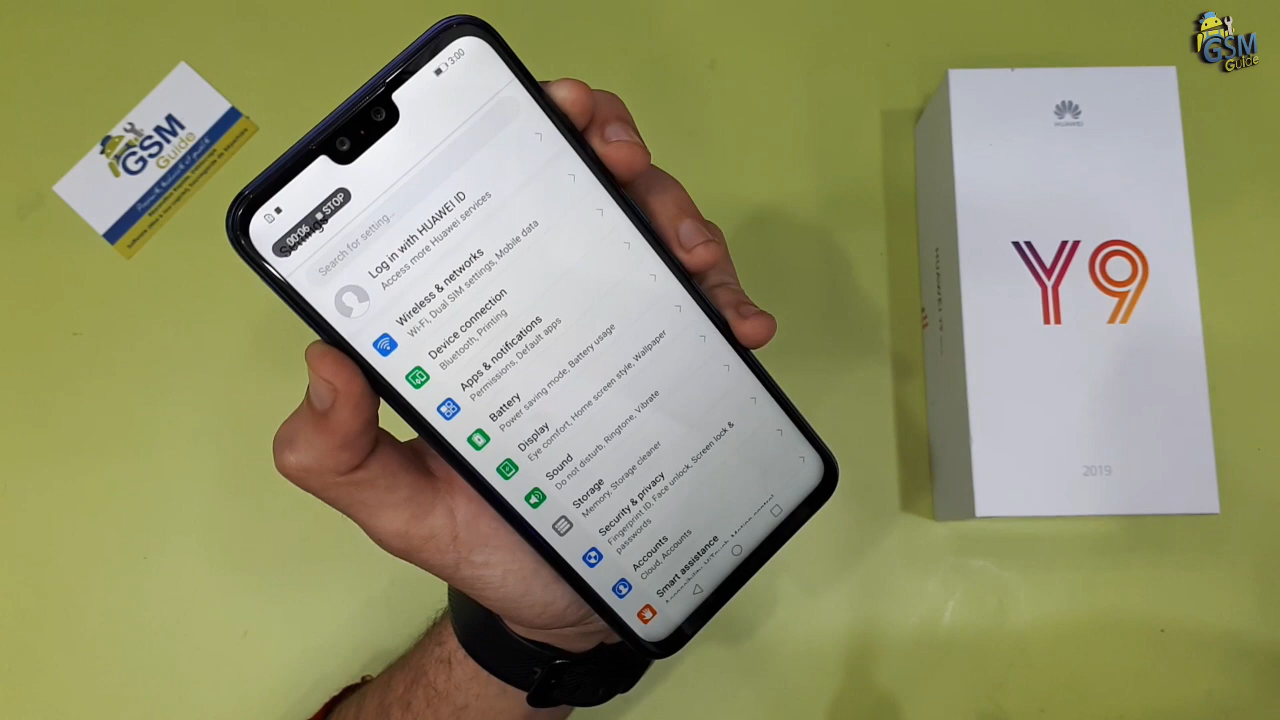 GSM
Guide
3:00
00:06 STOP
Settings
Search for setting...
Log in with HUAWEI ID
Access more Huawei services
Wireless & networks
Wi-Fi, Dual SIM settings, Mobile data
Device connection
Bluetooth, Printing
Apps & notifications
Permissions, Default apps
Battery
Power saving mode, Battery usage
Display
Eye comfort, Home screen style, Wallpaper
Sound
Do not disturb, Ringtone, Vibrate
Storage
Memory, Storage cleaner
Security & privacy
Fingerprint ID, Face unlock, Screen lock &
passwords
Accounts
Cloud, Accounts
Smart assistance
HUAWEI
Y9
2019
GSM
Guide